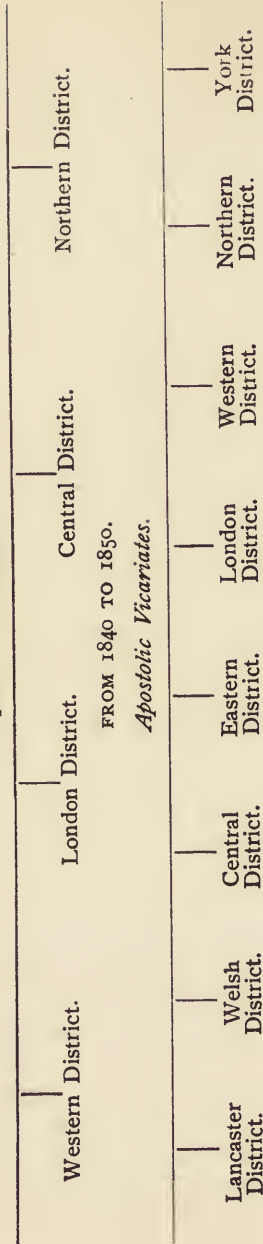 Western District.
London District.
Central District.
Northern District.
FROM 1840 TO 1850.
Apostolic Vicariates.
Lancaster
District.
Welsh
District.
Central
District.
Eastern
District.
London
District.
Western
District.
Northern
District.
York
District.